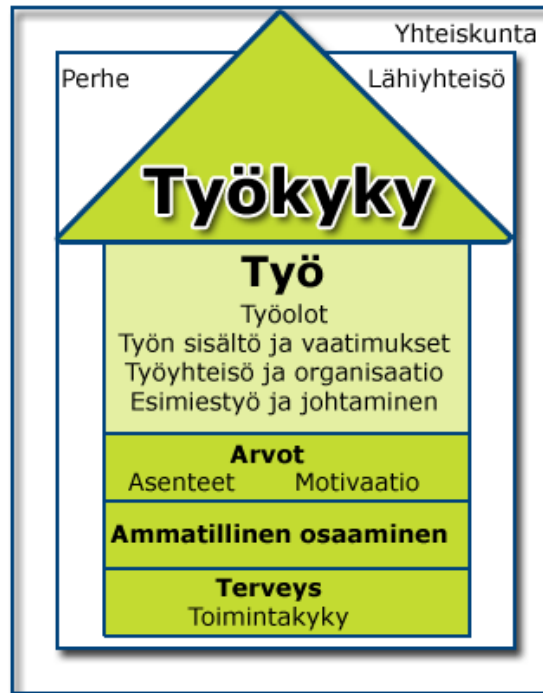 Yhteiskunta
Perhe Lähiyhteisö
Työkyky
Työ
Työolot
Työn sisältö ja vaatimukset
Työyhteisö ja organisaatio
Esimiestyö ja johtaminen
Arvot
Asenteet Motivaatio
Ammatillinen osaaminen
Terveys
Toimintakyky